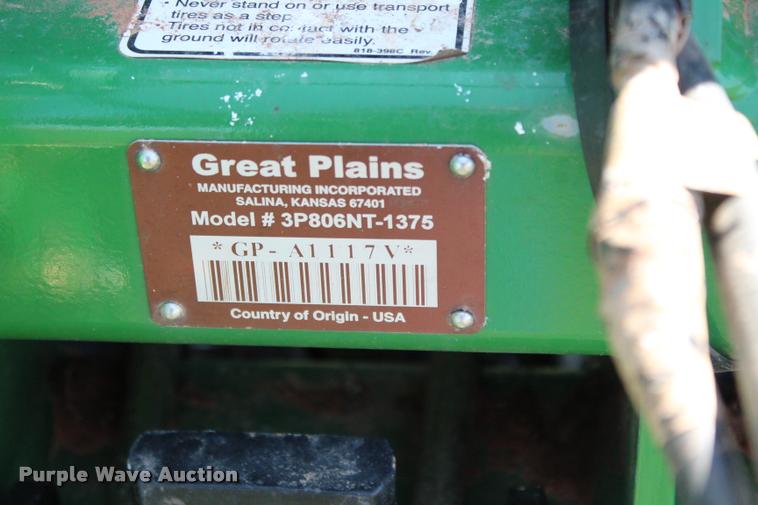 - Never stand on or use transport
tires as a step
- Tires not in contact with the
ground will rotate easily.
818-398C Rev.
Great Plains
MANUFACTURING INCORPORATED
SALINA, KANSAS 67401
Model # 3P806NT-1375
*GP-A1117V*
Country of Origin - USA
Purple Wave Auction